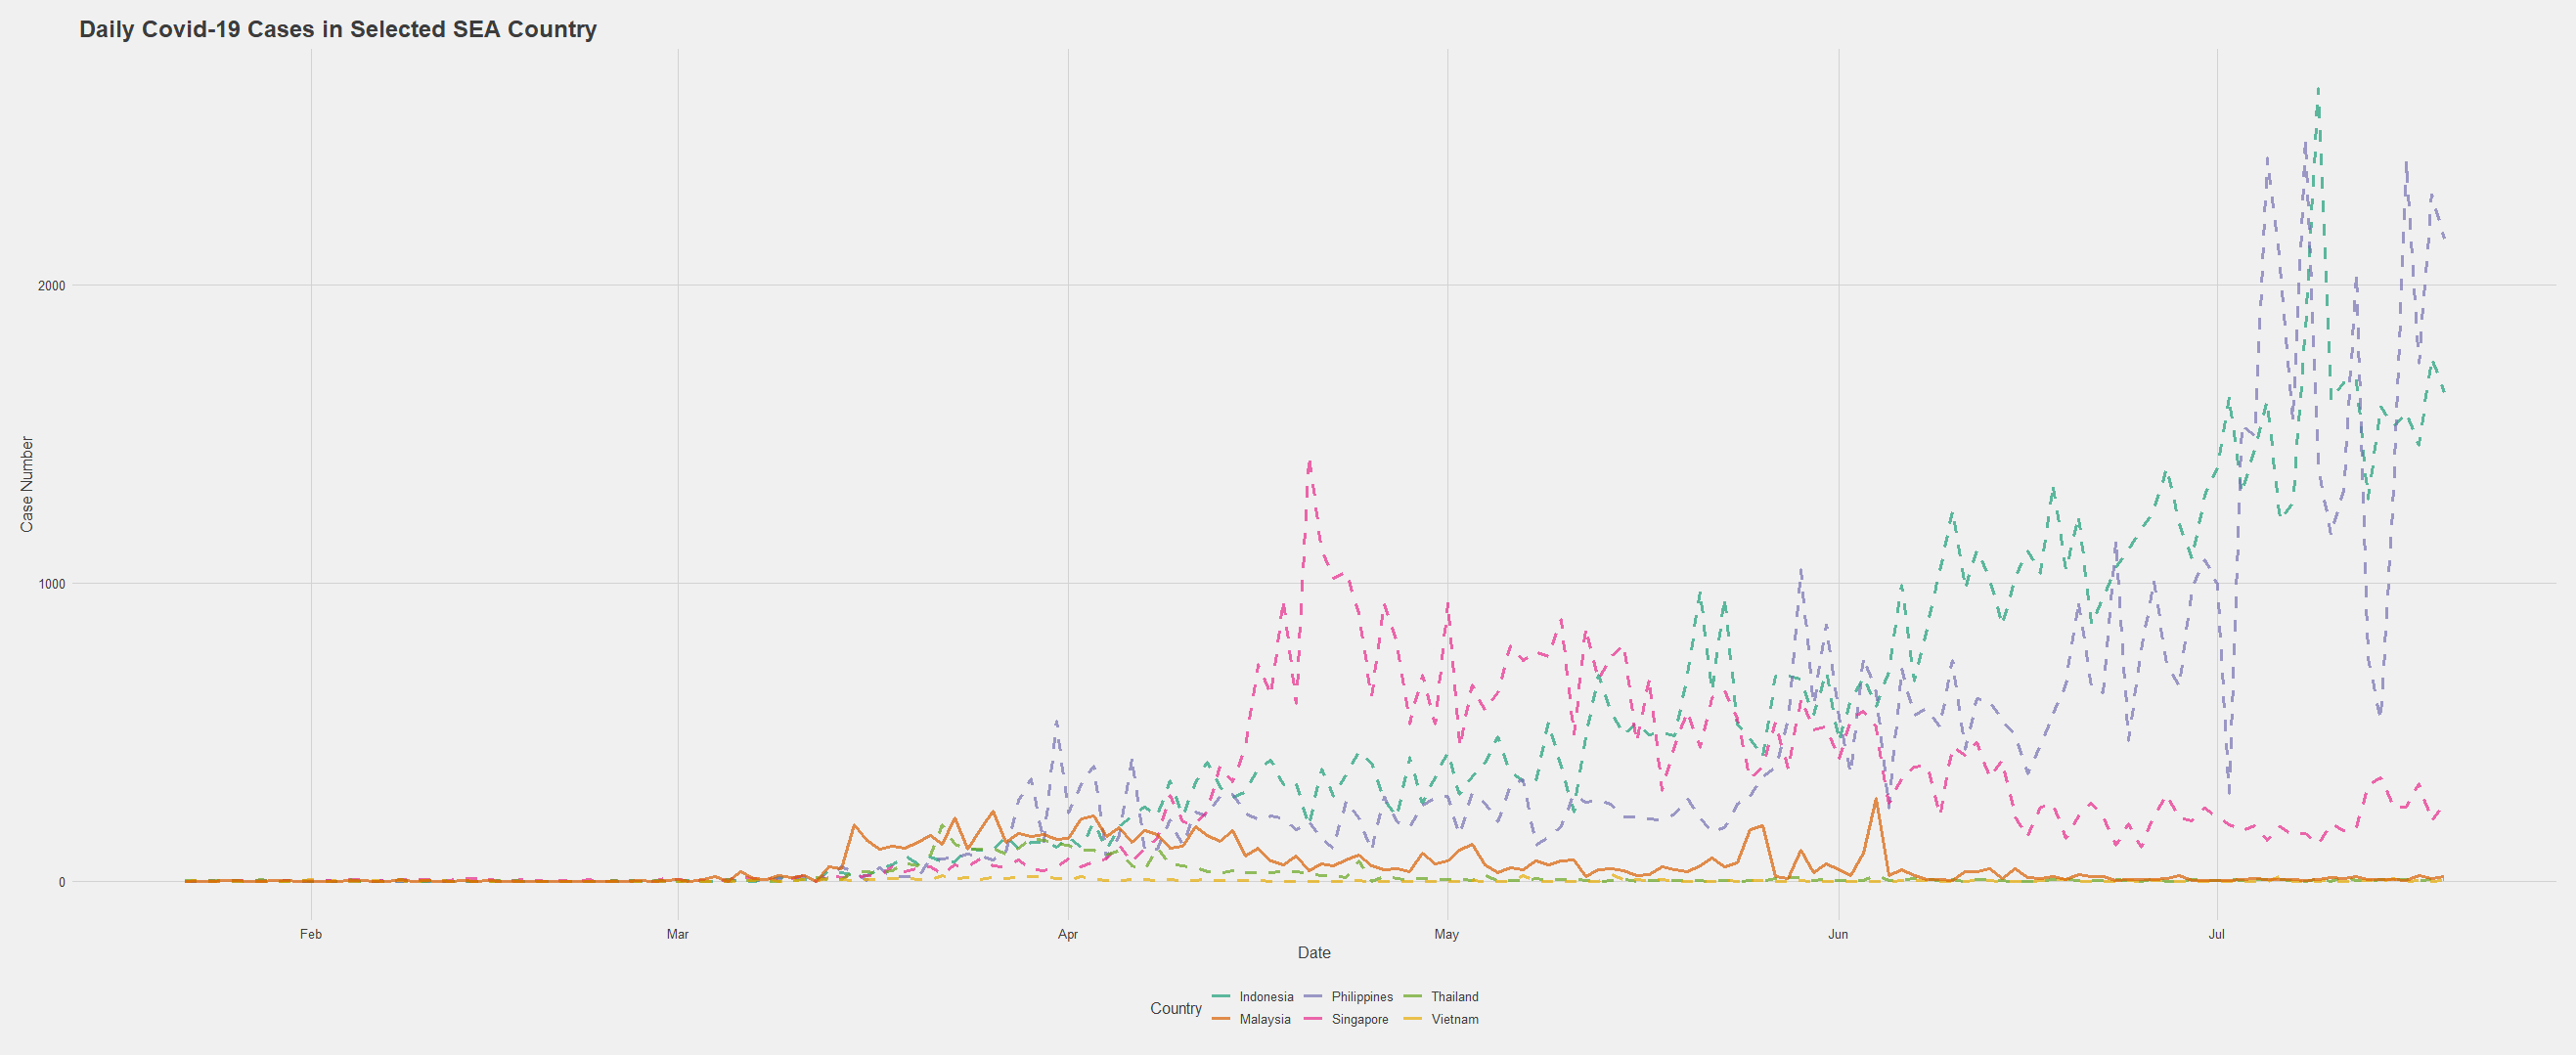 Daily Covid-19 Cases in Selected SEA Country
Case Number
2000
1000
0
Feb Mar Apr May Jun Jul
Date
Country
Indonesia Philippines Thailand
Malaysia Singapore Vietnam